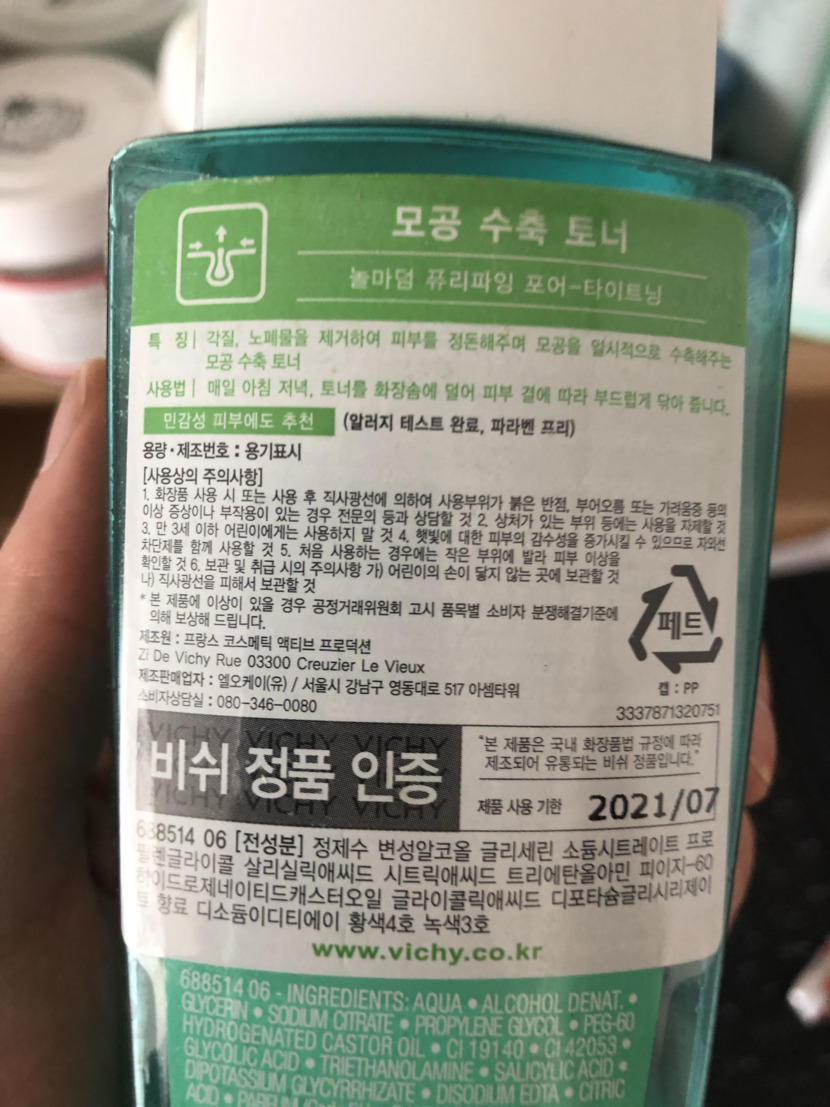 모공 수축 토너
놀마덤 퓨리파잉 포어-타이트닝
특 징 | 각질, 노폐물을 제거하여 피부를 정돈해주며 모공을 일시적으로 수축해주는
모공 수축 토너
사용법 | 매일 아침 저녁, 토너를 화장솜에 덜어 피부 결에 따라 부드럽게 닦아 줍니다.
민감성 피부에도 추천 (알러지 테스트 완료, 파라벤 프리)
용량·제조번호 : 용기표시
[사용상의 주의사항]
1. 화장품 사용 시 또는 사용 후 직사광선에 의하여 사용부위가 붉은 반점, 부어오름 또는 가려움증 등의
이상 증상이나 부작용이 있는 경우 전문의 등과 상담할 것 2. 상처가 있는 부위 등에는 사용을 자제할 것
3. 만 3세 이하 어린이에게는 사용하지 말 것 4. 햇빛에 대한 피부의 감수성을 증가시킬 수 있으므로 자외선
차단제를 함께 사용할 것 5. 처음 사용하는 경우에는 작은 부위에 발라 피부 이상을
확인할 것 6. 보관 및 취급 시의 주의사항 가) 어린이의 손이 닿지 않는 곳에 보관할 것
나) 직사광선을 피해서 보관할 것
* 본 제품에 이상이 있을 경우 공정거래위원회 고시 품목별 소비자 분쟁해결기준에
의해 보상해 드립니다.
제조원 : 프랑스 코스메틱 액티브 프로덕션
Zi De Vichy Rue 03300 Creuzier Le Vieux
제조판매업자 : 엘오케이(유) / 서울시 강남구 영동대로 517 아셈타워
소비자상담실 : 080-346-0080
페트
캡 : PP
3337871320751
VICHY VICHY VICHY
비쉬 정품 인증
VICHY VICHY VICHY
"본 제품은 국내 화장품법 규정에 따라
제조되어 유통되는 비쉬 정품입니다."
제품 사용 기한 2021/07
688514 06 [전성분] 정제수 변성알코올 글리세린 소듐시트레이트 프로
필렌글라이콜 살리실릭애씨드 시트릭애씨드 트리에탄올아민 피이지-60
하이드로제네이티드캐스터오일 글라이콜릭애씨드 디포타슘글리시리제이
트 향료 디소듐이디티에이 황색4호 녹색3호
www.vichy.co.kr
688514 06 - INGREDIENTS: AQUA • ALCOHOL DENAT. •
GLYCERIN • SODIUM CITRATE • PROPYLENE GLYCOL • PEG-60
HYDROGENATED CASTOR OIL • CI 19140 • CI 42053 •
GLYCOLIC ACID • TRIETHANOLAMINE • SALICYLIC ACID •
DIPOTASSIUM GLYCYRRHIZATE • DISODIUM EDTA • CITRIC
ACID • PARFUM